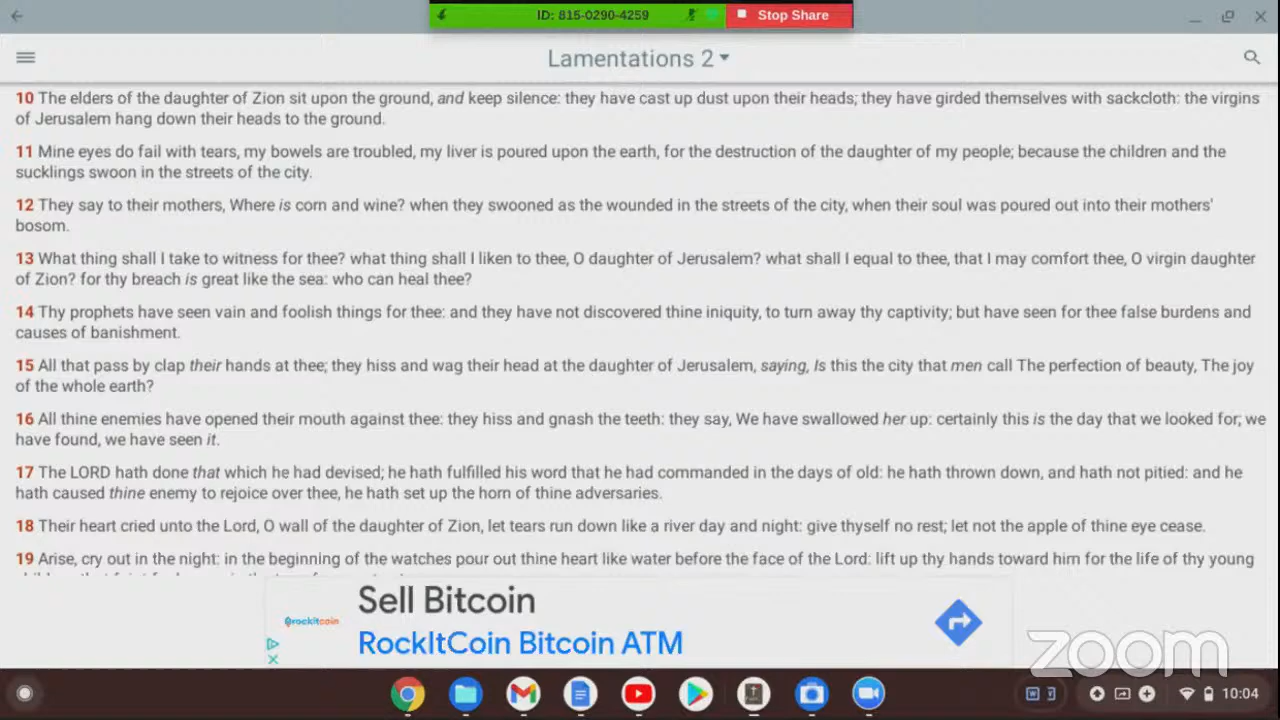 ID: 815-0290-4259
Stop Share
Lamentations 2
10 The elders of the daughter of Zion sit upon the ground, and keep silence: they have cast up dust upon their heads; they have girded themselves with sackcloth: the virgins
of Jerusalem hang down their heads to the ground.
11 Mine eyes do fail with tears, my bowels are troubled, my liver is poured upon the earth, for the destruction of the daughter of my people; because the children and the
sucklings swoon in the streets of the city.
12 They say to their mothers, Where is corn and wine? when they swooned as the wounded in the streets of the city, when their soul was poured out into their mothers'
bosom.
13 What thing shall I take to witness for thee? what thing shall I liken to thee, O daughter of Jerusalem? what shall I equal to thee, that I may comfort thee, O virgin daughter
of Zion? for thy breach is great like the sea: who can heal thee?
14 Thy prophets have seen vain and foolish things for thee: and they have not discovered thine iniquity, to turn away thy captivity; but have seen for thee false burdens and
causes of banishment.
15 All that pass by clap their hands at thee; they hiss and wag their head at the daughter of Jerusalem, saying, Is this the city that men call The perfection of beauty, The joy
of the whole earth?
16 All thine enemies have opened their mouth against thee: they hiss and gnash the teeth: they say, We have swallowed her up: certainly this is the day that we looked for; we
have found, we have seen it.
17 The LORD hath done that which he had devised; he hath fulfilled his word that he had commanded in the days of old: he hath thrown down, and hath not pitied: and he
hath caused thine enemy to rejoice over thee, he hath set up the horn of thine adversaries.
18 Their heart cried unto the Lord, O wall of the daughter of Zion, let tears run down like a river day and night: give thyself no rest; let not the apple of thine eye cease.
19 Arise, cry out in the night: in the beginning of the watches pour out thine heart like water before the face of the Lord: lift up thy hands toward him for the life of thy young
Sell Bitcoin
rockitcoin
RockItCoin Bitcoin ATM
zoom
10:04